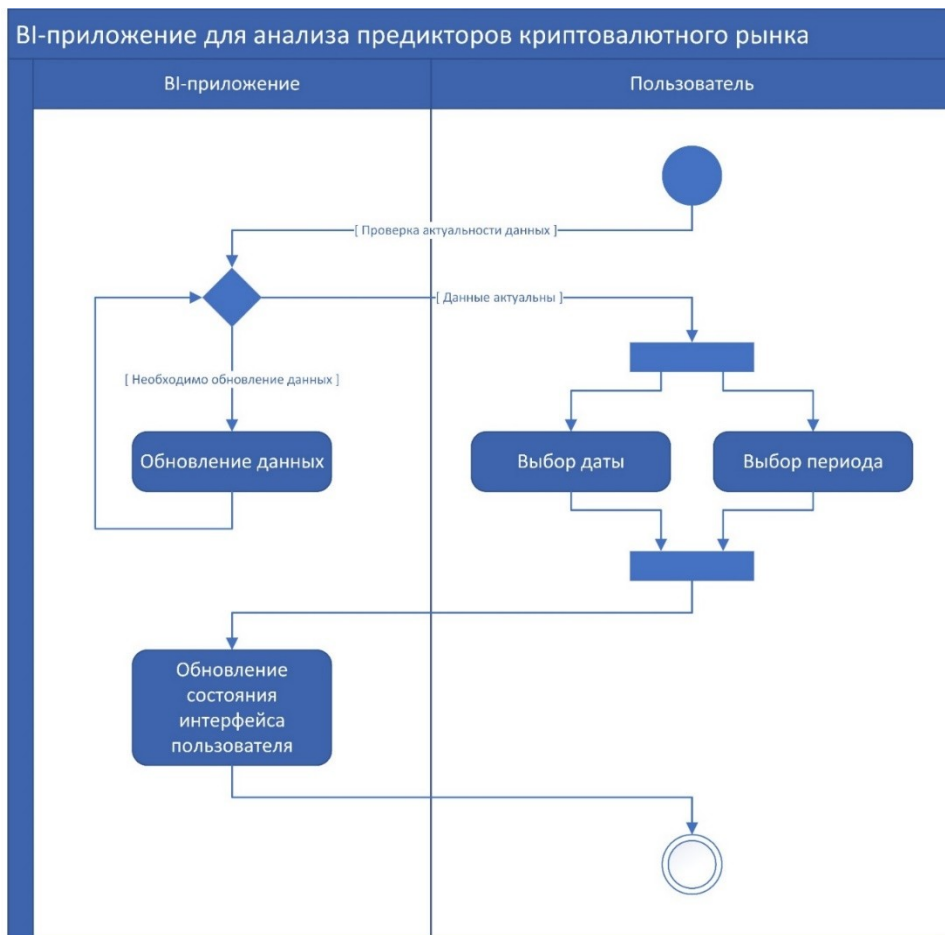 BI-приложение для анализа предикторов криптовалютного рынка
BI-приложение
Пользователь
[ Проверка актуальности данных ]
[ Данные актуальны ]
[ Необходимо обновление данных ]
Обновление данных
Выбор даты
Выбор периода
Обновление
состояния
интерфейса
пользователя